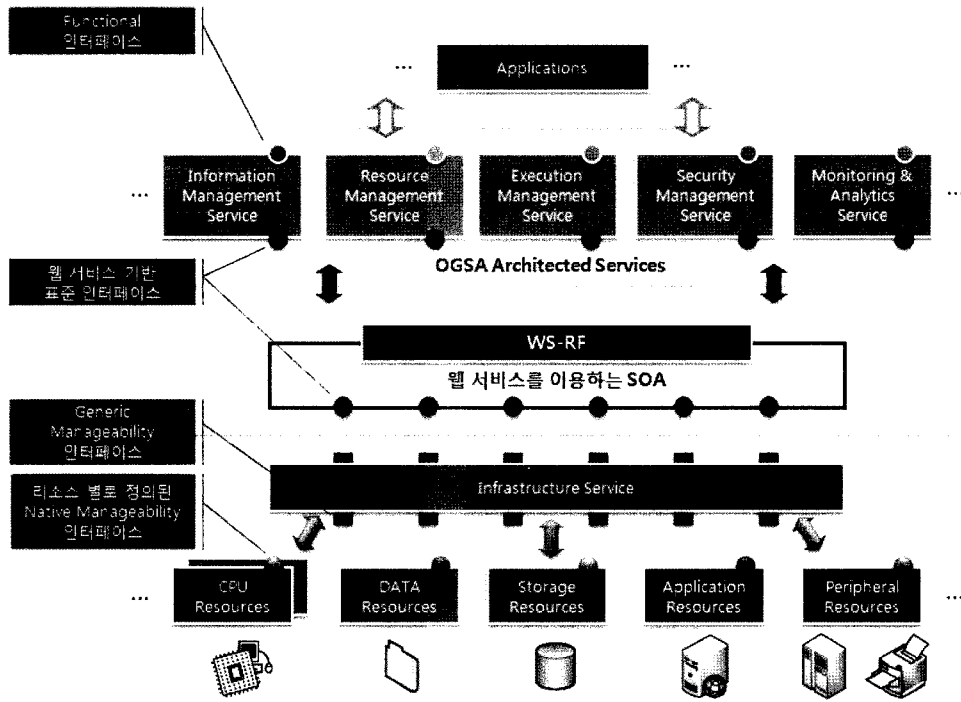 Functional
인터페이스
...
Applications
...
...
Information
Management
Service
Resource
Management
Service
Execution
Management
Service
Security
Management
Service
Monitoring &
Analytics
Service
...
OGSA Architected Services
웹 서비스 기반
표준 인터페이스
WS-RF
웹 서비스를 이용하는 SOA
Generic
Manageability
인터페이스
Infrastructure Service
리소스 별로 정의된
Native Manageability
인터페이스
...
CPU
Resources
DATA
Resources
Storage
Resources
Application
Resources
Peripheral
Resources
...